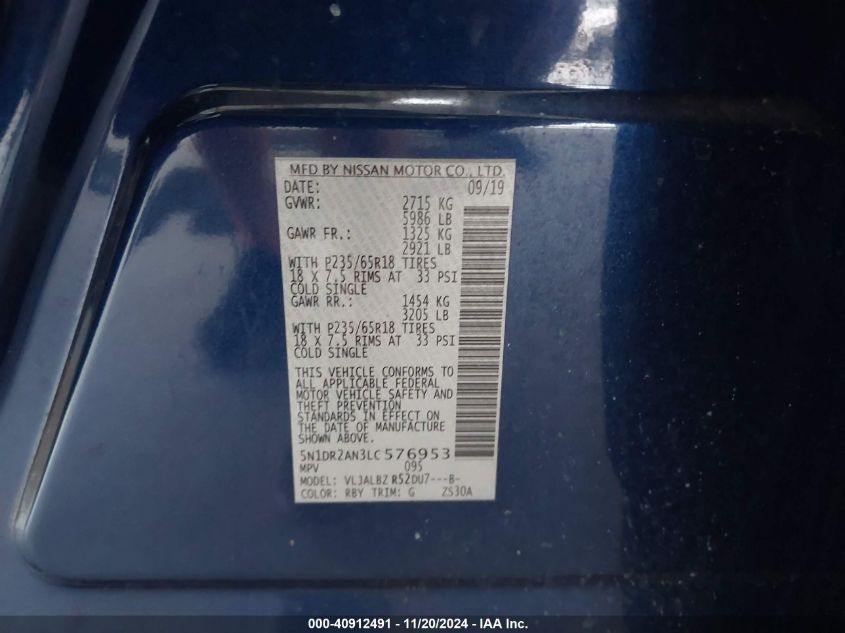 MFD BY NISSAN MOTOR CO., LTD.
DATE: 09/19
GVWR: 2715 KG
5986 LB
GAWR FR.: 1325 KG
2921 LB
WITH P235/65R18 TIRES
18 X 7.5 RIMS AT 33 PSI
COLD SINGLE
GAWR RR.: 1454 KG
3205 LB
WITH P235/65R18 TIRES
18 X 7.5 RIMS AT 33 PSI
COLD SINGLE
THIS VEHICLE CONFORMS TO
ALL APPLICABLE FEDERAL
MOTOR VEHICLE SAFETY AND
THEFT PREVENTION
STANDARDS IN EFFECT ON
THE DATE OF MANUFACTURE
SHOWN ABOVE.
5N1DR2AN3LC576953
MPV 095
MODEL: VLJALBZ R52DU7---B-
COLOR: RBY TRIM: G ZS30A
000-40912491 - 11/20/2024 - IAA Inc.